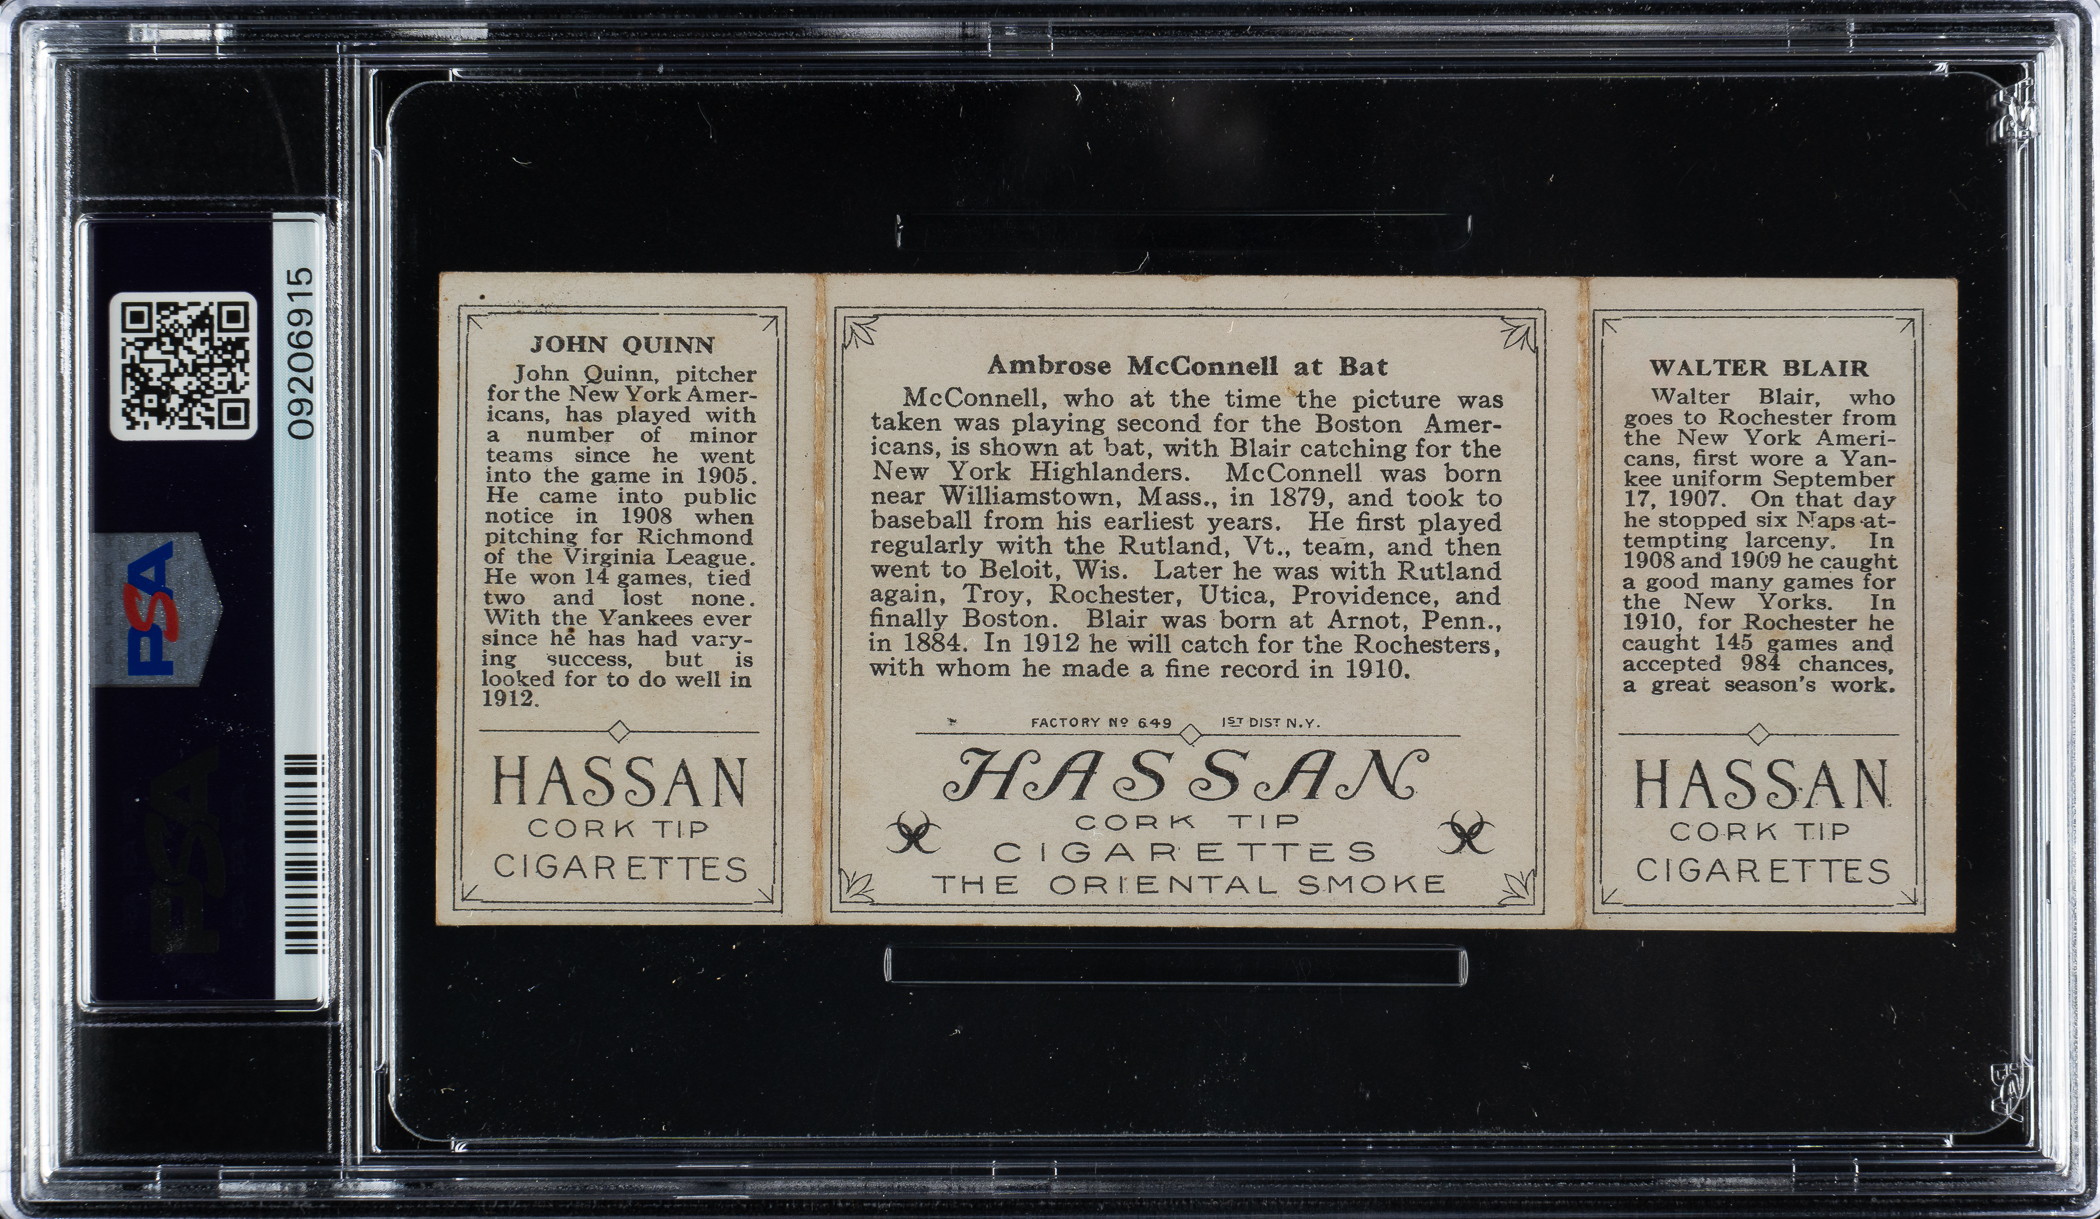 09206915
PSA
JOHN QUINN
John Quinn, pitcher
for the New York Amer-
icans, has played with
a number of minor
teams since he went
into the game in 1905.
He came into public
notice in 1908 when
pitching for Richmond
of the Virginia League.
He won 14 games, tied
two and lost none.
With the Yankees ever
since he has had vary-
ing success, but is
looked for to do well in
1912.
HASSAN
CORK TIP
CIGARETTES
Ambrose McConnell at Bat
McConnell, who at the time the picture was
taken was playing second for the Boston Amer-
icans, is shown at bat, with Blair catching for the
New York Highlanders. McConnell was born
near Williamstown, Mass., in 1879, and took to
baseball from his earliest years. He first played
regularly with the Rutland, Vt., team, and then
went to Beloit, Wis. Later he was with Rutland
again, Troy, Rochester, Utica, Providence, and
finally Boston. Blair was born at Arnot, Penn.,
in 1884. In 1912 he will catch for the Rochesters,
with whom he made a fine record in 1910.
FACTORY Nº 649 1ST DIST N.Y.
HASSAN
CORK TIP
CIGARETTES
THE ORIENTAL SMOKE
WALTER BLAIR
Walter Blair, who
goes to Rochester from
the New York Ameri-
cans, first wore a Yan-
kee uniform September
17, 1907. On that day
he stopped six Naps at-
tempting larceny. In
1908 and 1909 he caught
a good many games for
the New Yorks. In
1910, for Rochester he
caught 145 games and
accepted 984 chances,
a great season's work.
HASSAN
CORK TIP
CIGARETTES